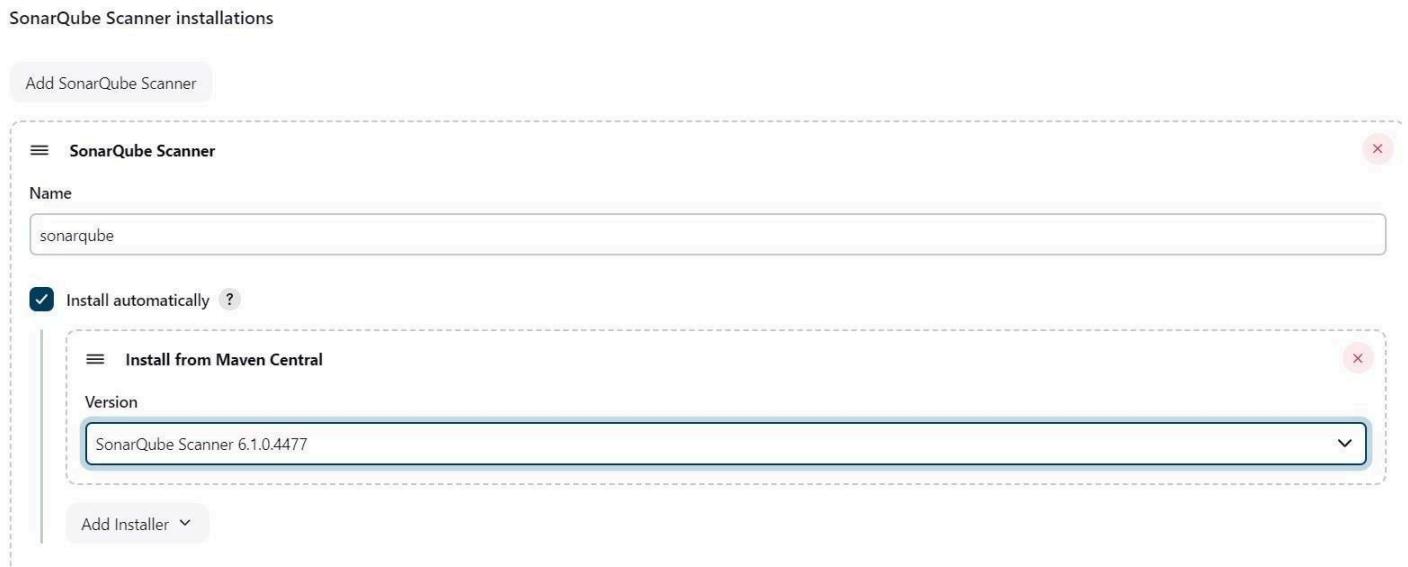 SonarQube Scanner installations
Add SonarQube Scanner
SonarQube Scanner
Name
sonarqube
Install automatically ?
Install from Maven Central
Version
SonarQube Scanner 6.1.0.4477
Add Installer